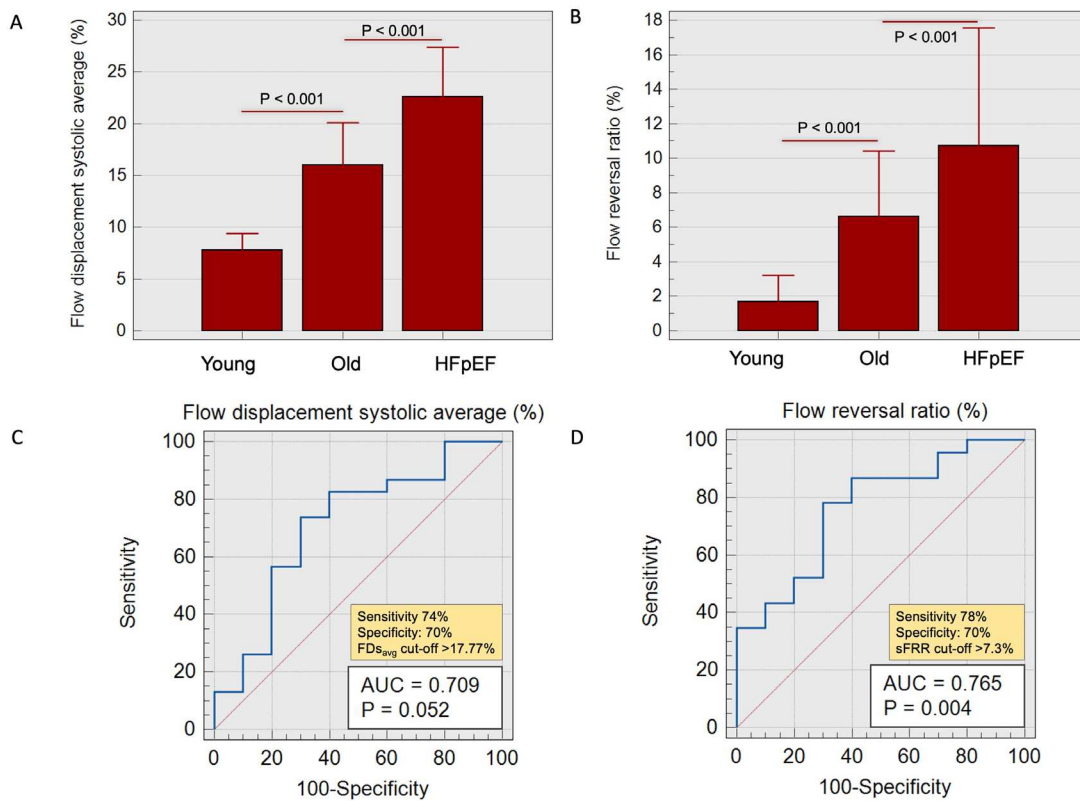 A
Flow displacement systolic average (%)
30
25
20
15
10
5
0
P < 0.001
P < 0.001
Young Old HFpEF
B
Flow reversal ratio (%)
18
16
14
12
10
8
6
4
2
0
P < 0.001
P < 0.001
Young Old HFpEF
C
Flow displacement systolic average (%)
Sensitivity
100
80
60
40
20
0
Sensitivity 74%
Specificity: 70%
FDsavg cut-off >17.77%
AUC = 0.709
P = 0.052
0 20 40 60 80 100
100-Specificity
D
Flow reversal ratio (%)
Sensitivity
100
80
60
40
20
0
Sensitivity 78%
Specificity: 70%
sFRR cut-off >7.3%
AUC = 0.765
P = 0.004
0 20 40 60 80 100
100-Specificity